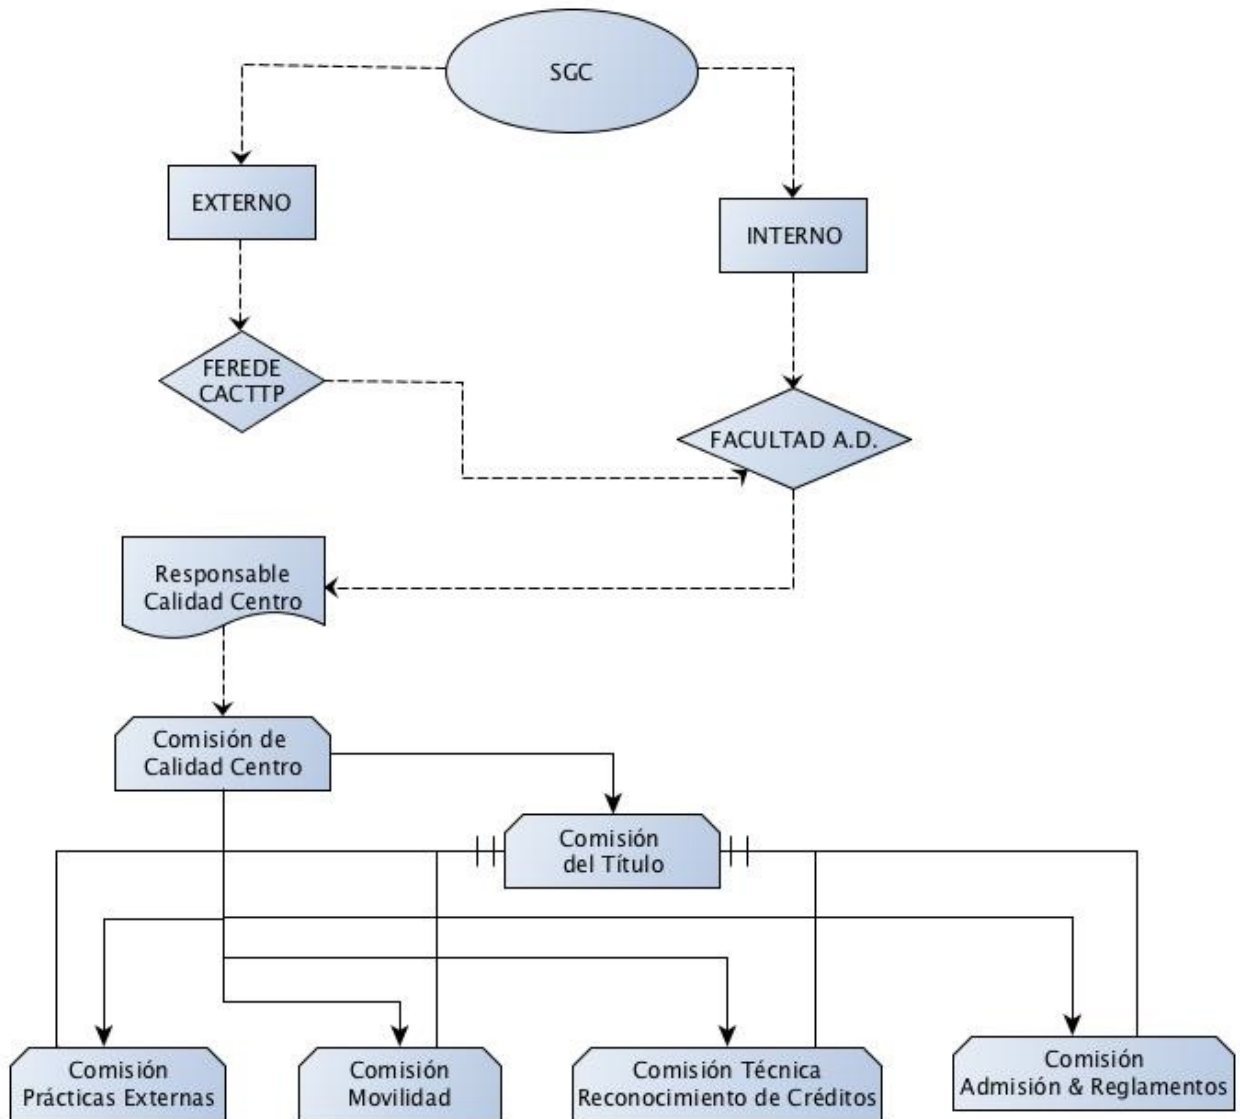 SGC
EXTERNO
INTERNO
FEREDE
CACTTP
FACULTAD A.D.
Responsable
Calidad Centro
Comisión de
Calidad Centro
Comisión
del Título
Comisión
Prácticas Externas
Comisión
Movilidad
Comisión Técnica
Reconocimiento de Créditos
Comisión
Admisión & Reglamentos